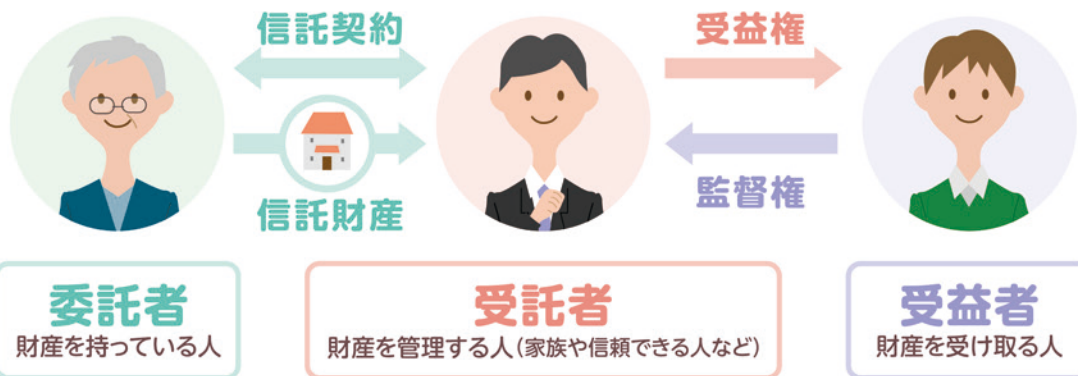 信託契約
受益権
信託財産
監督権
委託者
財産を持っている人
受託者
財産を管理する人(家族や信頼できる人など)
受益者
財産を受け取る人